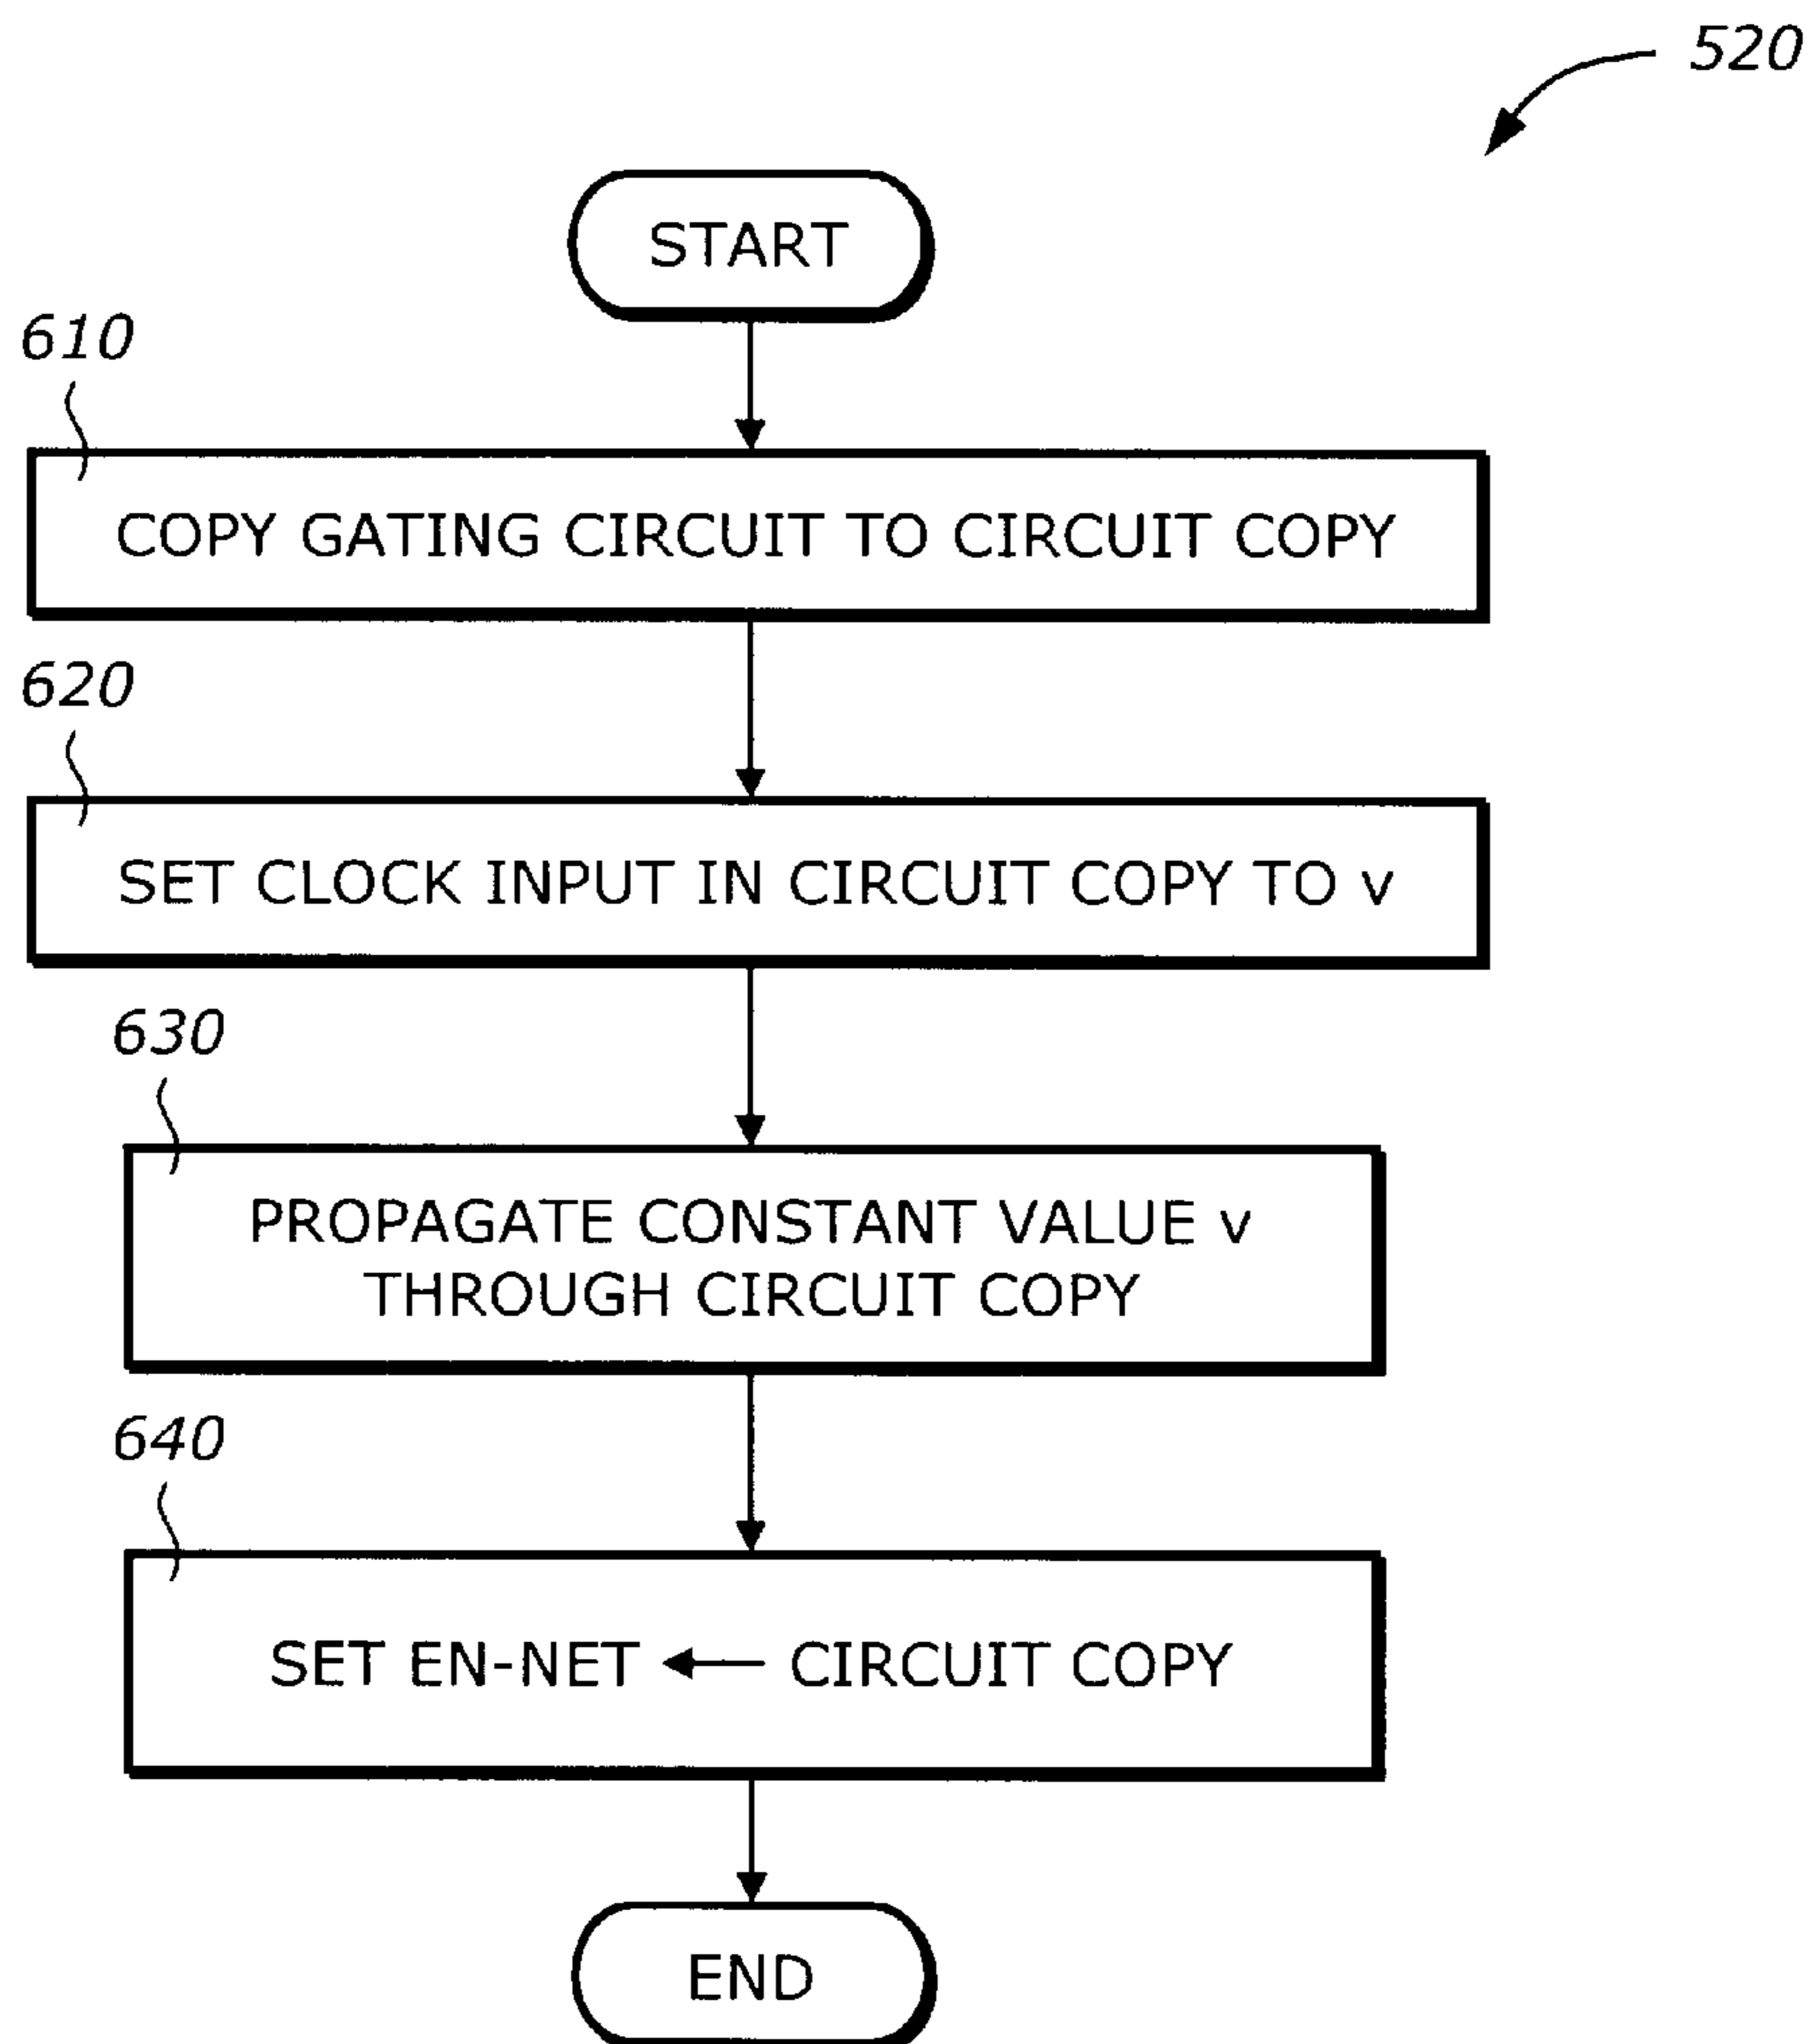 520
START
610
COPY GATING CIRCUIT TO CIRCUIT COPY
620
SET CLOCK INPUT IN CIRCUIT COPY TO v
630
PROPAGATE CONSTANT VALUE v
THROUGH CIRCUIT COPY
640
SET EN-NET ← CIRCUIT COPY
END